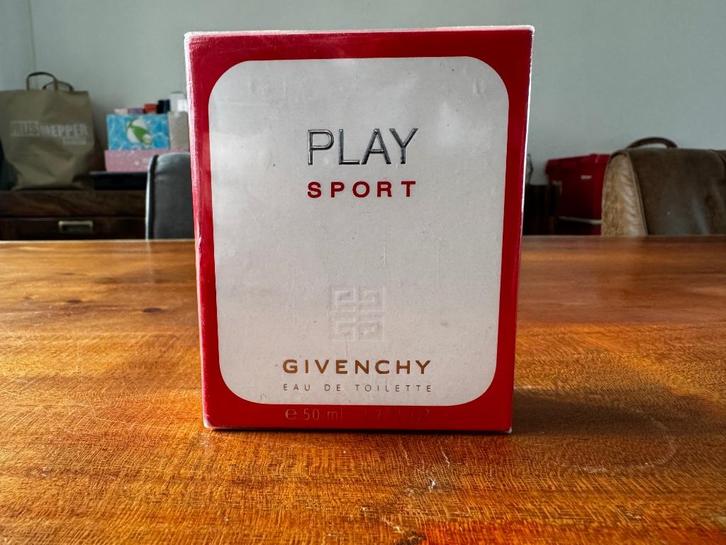 PLAY
SPORT
GIVENCHY
EAU DE TOILETTE
e 50 ml